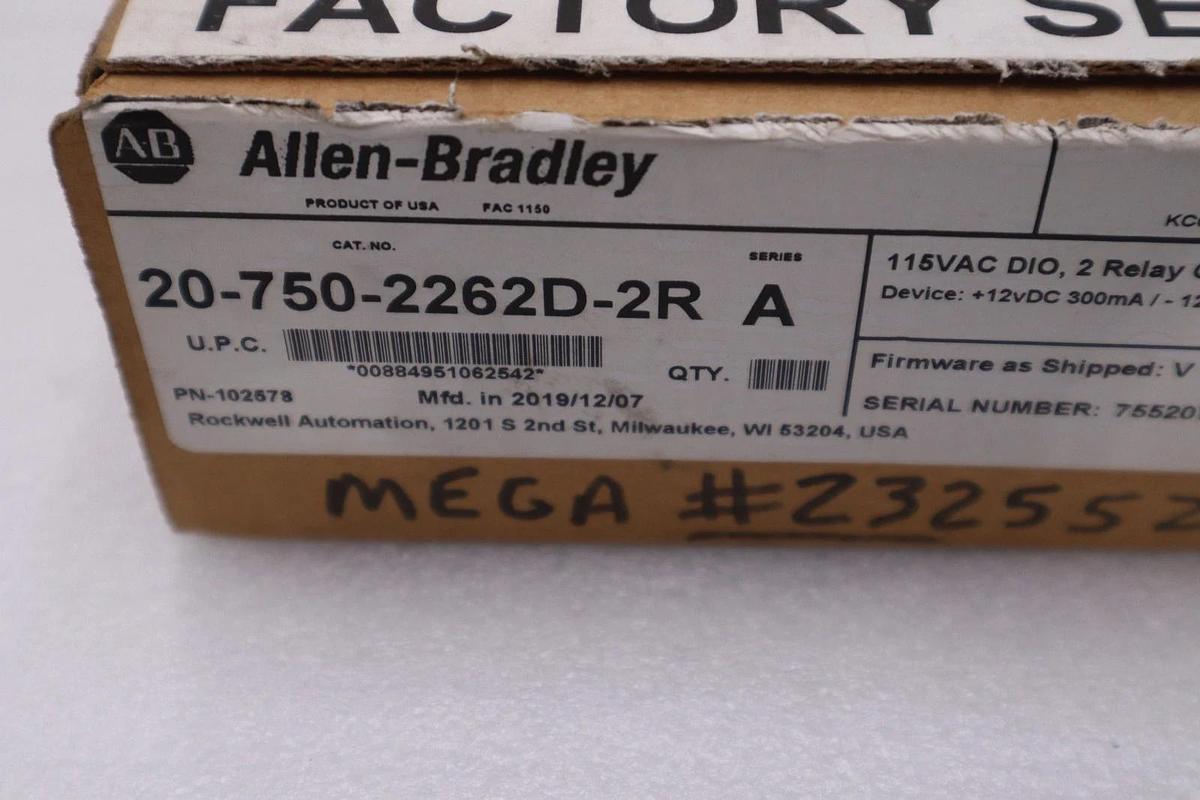 FACTORY SE
AB Allen-Bradley
PRODUCT OF USA FAC 1150
KC
CAT. NO. SERIES
20-750-2262D-2R A
115VAC DIO, 2 Relay
Device: +12vDC 300mA / - 12
U.P.C.
*00884951062542* QTY.
Firmware as Shipped: V
PN-102578 Mfd. in 2019/12/07
SERIAL NUMBER: 75520
Rockwell Automation, 1201 S 2nd St, Milwaukee, WI 53204, USA
MEGA #232552